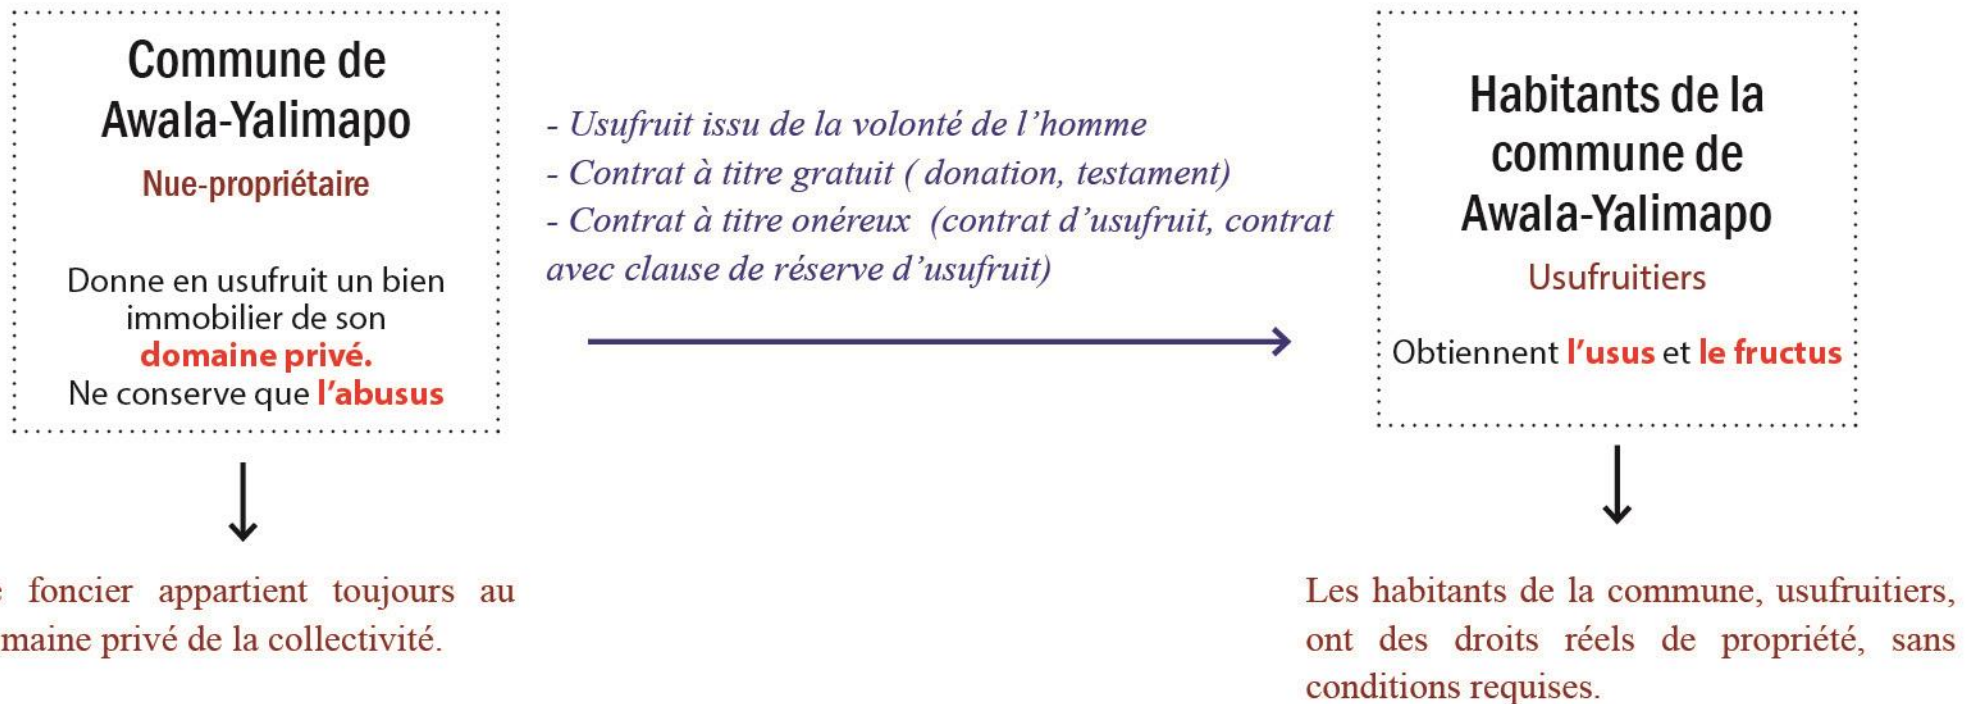 Commune de
Awala-Yalimapo
Nue-propriétaire
Donne en usufruit un bien
immobilier de son
domaine privé.
Ne conserve que l'abusus
- Usufruit issu de la volonté de l'homme
- Contrat à titre gratuit ( donation, testament)
- Contrat à titre onéreux (contrat d'usufruit, contrat
avec clause de réserve d'usufruit)
Habitants de la
commune de
Awala-Yalimapo
Usufruitiers
Obtiennent l'usus et le fructus
foncier appartient toujours au
maine privé de la collectivité.
Les habitants de la commune, usufruitiers,
ont des droits réels de propriété, sans
conditions requises.